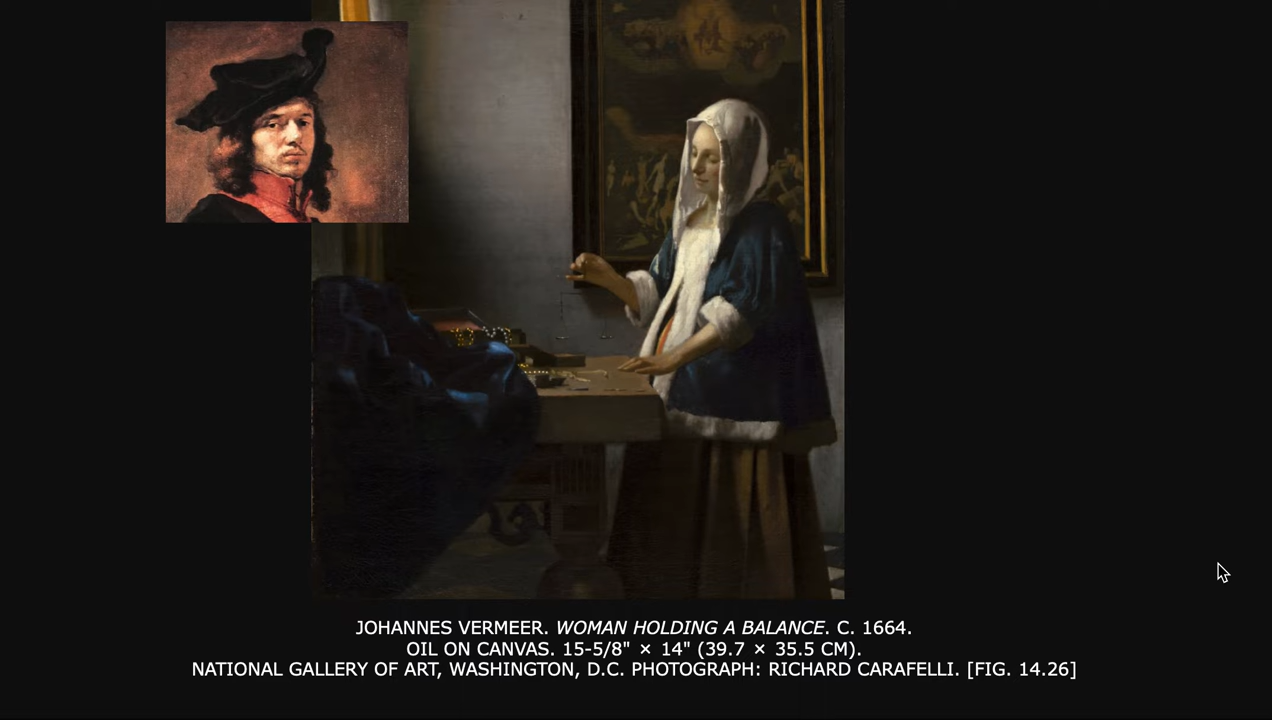 JOHANNES VERMEER. WOMAN HOLDING A BALANCE. C. 1664.
OIL ON CANVAS. 15-5/8" × 14" (39.7 × 35.5 CM).
NATIONAL GALLERY OF ART, WASHINGTON, D.C. PHOTOGRAPH: RICHARD CARAFELLI. [FIG. 14.26]